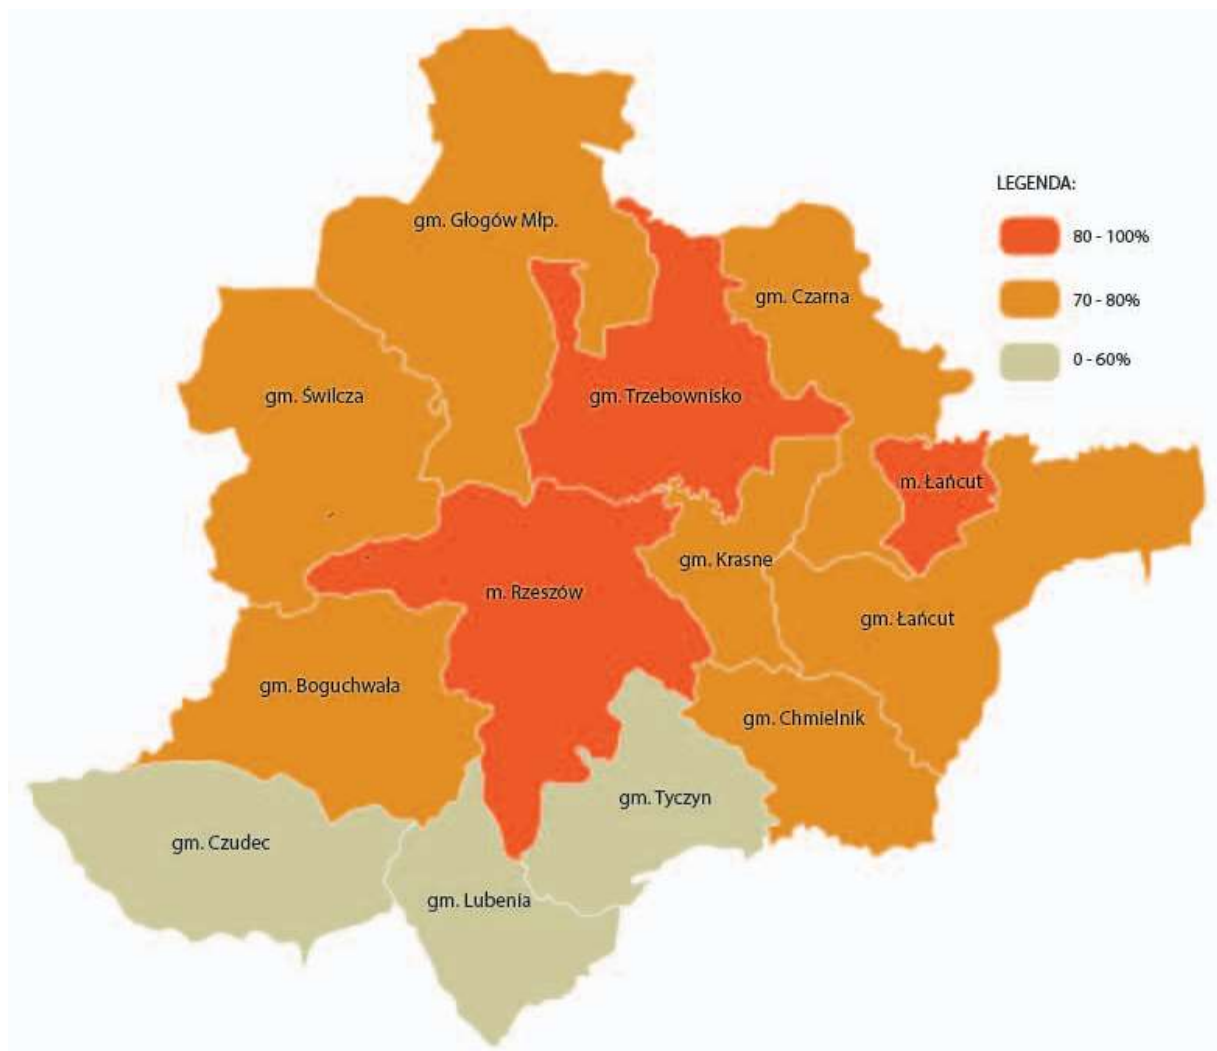 LEGENDA:
80 - 100%
70 - 80%
0 - 60%
gm. Głogów Młp.
gm. Czarna
gm. Świlcza
gm. Trzebownisko
m. Łańcut
gm. Krasne
m. Rzeszów
gm. Łańcut
gm. Boguchwała
gm. Chmielnik
gm. Tyczyn
gm. Czudec
gm. Lubenia